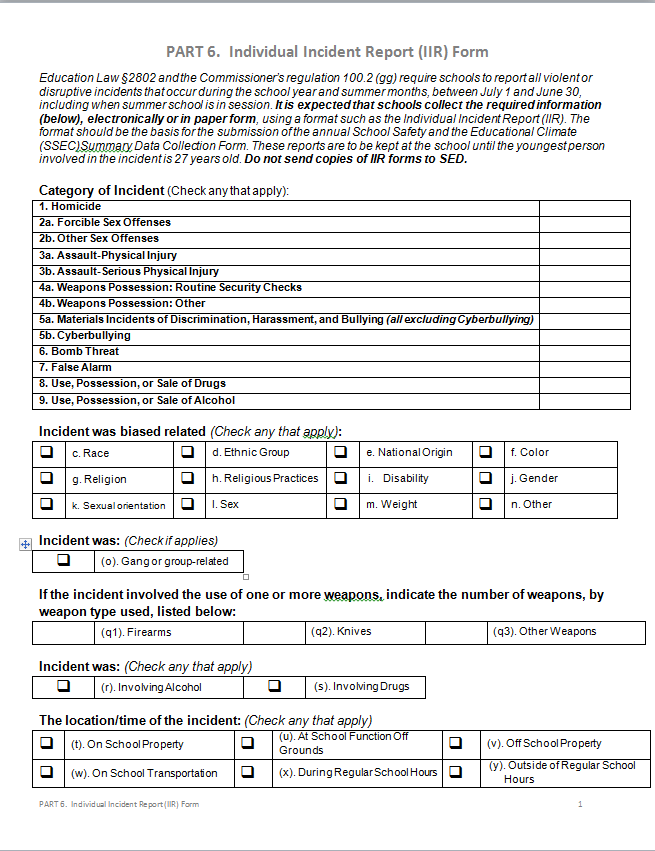 PART 6. Individual Incident Report (IIR) Form
Education Law §2802 and the Commissioner's regulation 100.2 (gg) require schools to report all violent or
disruptive incidents that occur during the school year and summer months, between July 1 and June 30,
including when summer school is in session. It is expected that schools collect the required information
(below), electronically or in paper form, using a format such as the Individual Incident Report (IIR). The
format should be the basis for the submission of the annual School Safety and the Educational Climate
(SSEC)Summary Data Collection Form. These reports are to be kept at the school until the youngest person
involved in the incident is 27 years old. Do not send copies of IIR forms to SED.
Category of Incident (Check any that apply):
1. Homicide
2a. Forcible Sex Offenses
2b. Other Sex Offenses
3a. Assault-Physical Injury
3b. Assault-Serious Physical Injury
4a. Weapons Possession: Routine Security Checks
4b. Weapons Possession: Other
5a. Materials Incidents of Discrimination, Harassment, and Bullying (all excluding Cyberbullying)
5b. Cyberbullying
6. Bomb Threat
7. False Alarm
8. Use, Possession, or Sale of Drugs
9. Use, Possession, or Sale of Alcohol
Incident was biased related (Check any that apply):
c. Race d. Ethnic Group e. National Origin f. Color
g. Religion h. Religious Practices i. Disability j. Gender
k. Sexual orientation l. Sex m. Weight n. Other
Incident was: (Check if applies)
(o). Gang or group-related
If the incident involved the use of one or more weapons, indicate the number of weapons, by
weapon type used, listed below:
(q1). Firearms (q2). Knives (q3). Other Weapons
Incident was: (Check any that apply)
(r). Involving Alcohol (s). Involving Drugs
The location/time of the incident: (Check any that apply)
(t). On School Property (u). At School Function Off Grounds (v). Off School Property
(w). On School Transportation (x). During Regular School Hours (y). Outside of Regular School Hours
PART 6. Individual Incident Report (IIR) Form 1